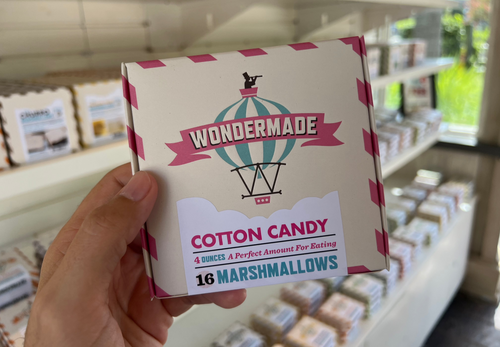 WONDERMADE
COTTON CANDY
4 OUNCES A Perfect Amount For Eating
16 MARSHMALLOWS